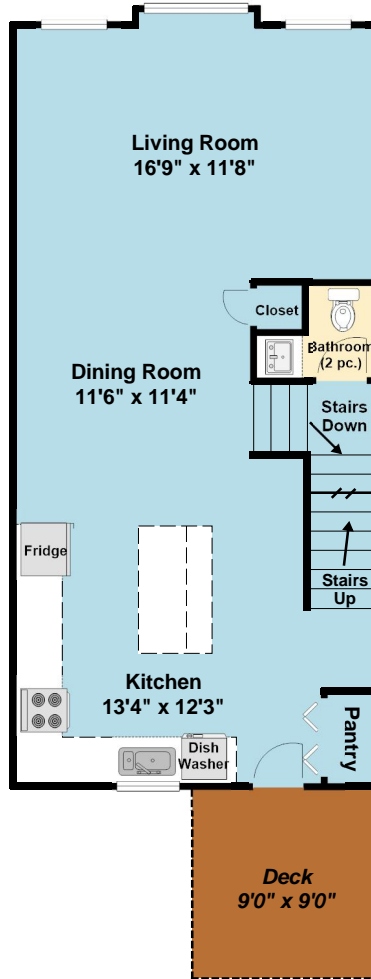 Living Room
16'9" x 11'8"
Closet
Bathroom
(2 pc.)
Dining Room
11'6" x 11'4"
Stairs
Down
Fridge
Stairs
Up
Kitchen
13'4" x 12'3"
Pantry
Dish
Washer
Deck
9'0" x 9'0"